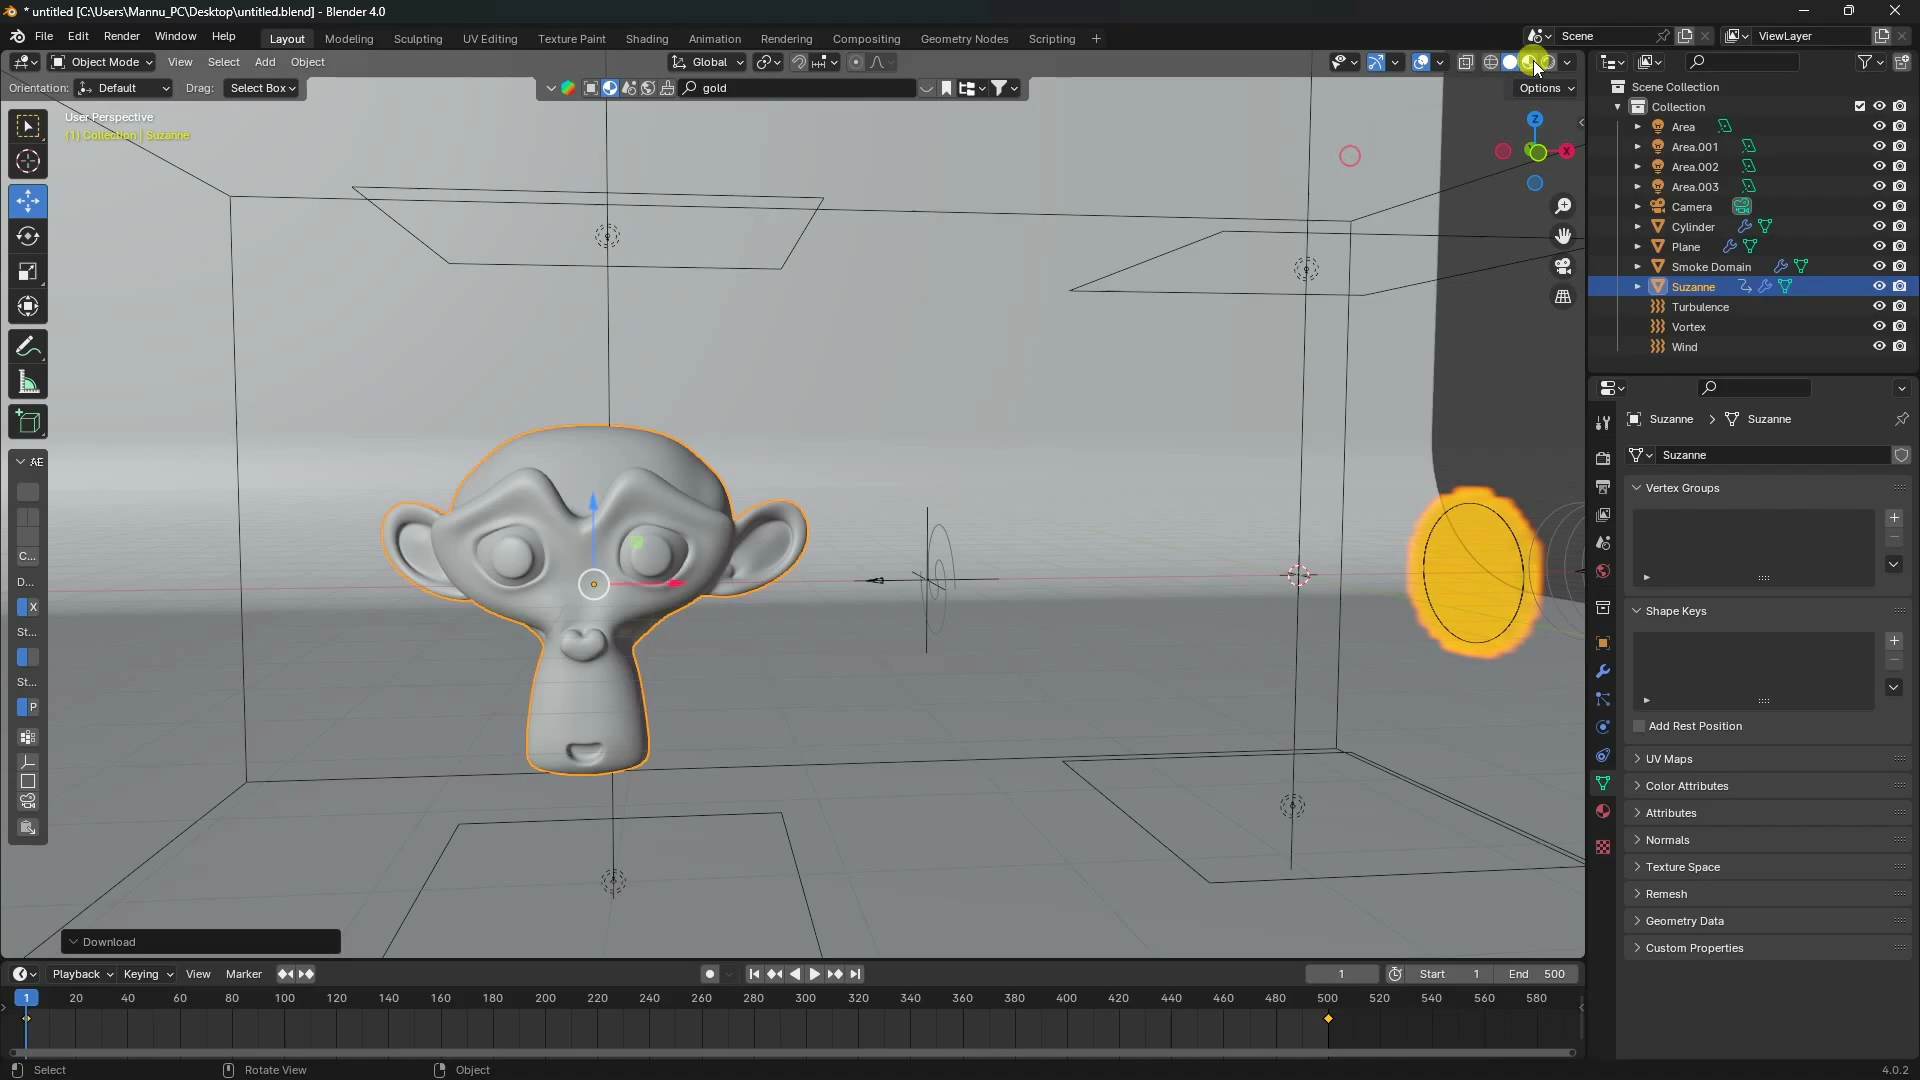 * untitled [C:\Users\Mannu_PC\Desktop\untitled.blend] - Blender 4.0
File Edit Render Window Help Layout Modeling Sculpting UV Editing Texture Paint Shading Animation Rendering Compositing Geometry Nodes Scripting + Scene ViewLayer
Object Mode View Select Add Object Global
Orientation: Default Drag: Select Box gold Options
User Perspective
(1) Collection | Suzanne
Z
X
AE
C...
D...
X
St...
St...
P
Download
Scene Collection
Collection
Area
Area.001
Area.002
Area.003
Camera
Cylinder
Plane
Smoke Domain
Suzanne
Turbulence
Vortex
Wind
Suzanne > Suzanne
Suzanne
Vertex Groups
Shape Keys
Add Rest Position
UV Maps
Color Attributes
Attributes
Normals
Texture Space
Remesh
Geometry Data
Custom Properties
Playback Keying View Marker 1 Start 1 End 500
1 20 40 60 80 100 120 140 160 180 200 220 240 260 280 300 320 340 360 380 400 420 440 460 480 500 520 540 560 580
Select Rotate View Object 4.0.2